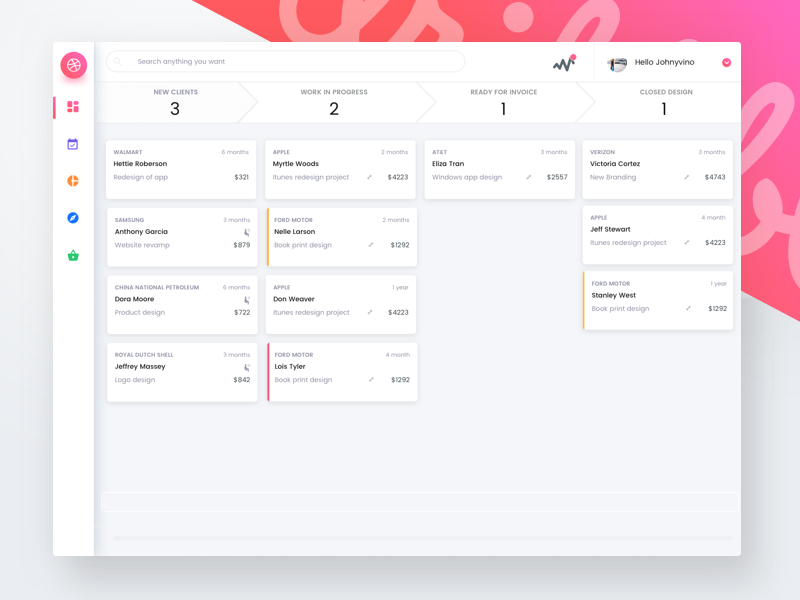 Search anything you want
Hello Johnyvino
NEW CLIENTS
3
WORK IN PROGRESS
2
READY FOR INVOICE
1
CLOSED DESIGN
1
WALMART 6 months
Hettie Roberson
Redesign of app $321
SAMSUNG 3 months
Anthony Garcia
Website revamp $879
CHINA NATIONAL PETROLEUM 6 months
Dora Moore
Product design $722
ROYAL DUTCH SHELL 3 months
Jeffrey Massey
Logo design $842
APPLE 2 months
Myrtle Woods
Itunes redesign project $4223
FORD MOTOR 2 months
Nelle Larson
Book print design $1292
APPLE 1 year
Don Weaver
Itunes redesign project $4223
FORD MOTOR 4 month
Lois Tyler
Book print design $1292
AT&T 3 months
Eliza Tran
Windows app design $2557
VERIZON 3 months
Victoria Cortez
New Branding $4743
APPLE 4 month
Jeff Stewart
Itunes redesign project $4223
FORD MOTOR 1 year
Stanley West
Book print design $1292